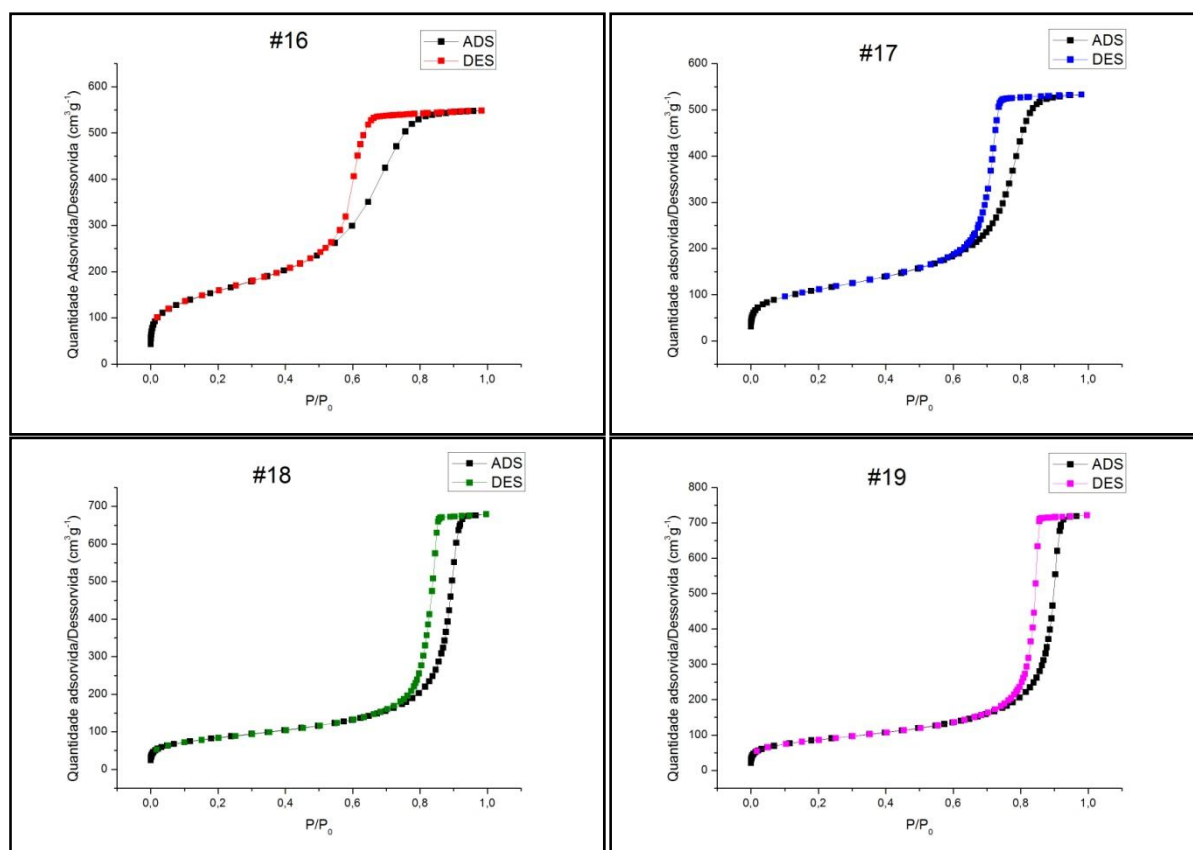 #16
ADS
DES
Quantidade Adsorvida/Dessorvida (cm³g⁻¹)
600
500
400
300
200
100
0
0,0 0,2 0,4 0,6 0,8 1,0
P/P₀
#17
ADS
DES
Quantidade adsorvida/Dessorvida (cm³g⁻¹)
600
500
400
300
200
100
0
0,0 0,2 0,4 0,6 0,8 1,0
P/P₀
#18
ADS
DES
Quantidade adsorvida/Dessorvida (cm³g⁻¹)
700
600
500
400
300
200
100
0
0,0 0,2 0,4 0,6 0,8 1,0
P/P₀
#19
ADS
DES
Quantidade adsorvida/Dessorvida (cm³g⁻¹)
800
700
600
500
400
300
200
100
0
0,0 0,2 0,4 0,6 0,8 1,0
P/P₀